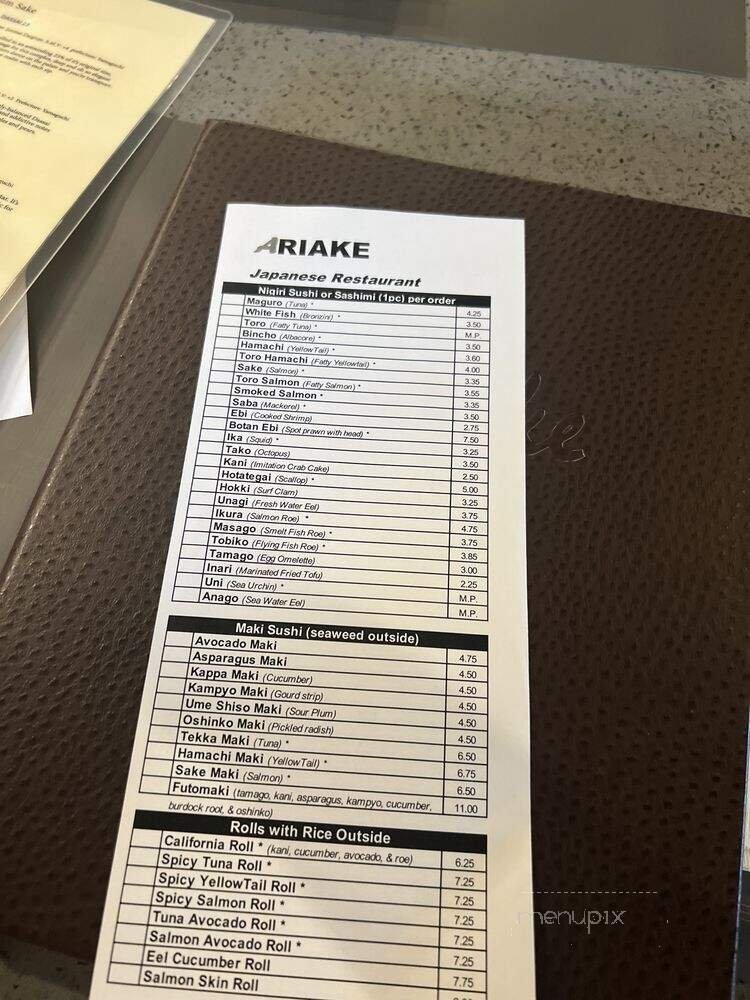 Sake
DASSAI 23
prefecture: Yamaguchi
ARIAKE
Japanese Restaurant
Nigiri Sushi or Sashimi (1pc) per order
Maguro (Tuna) * 4.25
White Fish (Bronzini) * 3.50
Toro (Fatty Tuna) * M.P.
Bincho (Albacore) * 3.50
Hamachi (YellowTail) * 3.60
Toro Hamachi (Fatty Yellowtail) * 4.00
Sake (Salmon) * 3.35
Toro Salmon (Fatty Salmon) * 3.55
Smoked Salmon * 3.35
Saba (Mackerel) * 3.50
Ebi (Cooked Shrimp) 2.75
Botan Ebi (Spot prawn with head) * 7.50
Ika (Squid) * 3.25
Tako (Octopus) 3.50
Kani (Imitation Crab Cake) 2.50
Hotategai (Scallop) * 5.00
Hokki (Surf Clam) 3.25
Unagi (Fresh Water Eel) 3.75
Ikura (Salmon Roe) * 4.75
Masago (Smelt Fish Roe) * 3.75
Tobiko (Flying Fish Roe) * 3.85
Tamago (Egg Omelette) 3.00
Inari (Marinated Fried Tofu) 2.25
Uni (Sea Urchin) * M.P.
Anago (Sea Water Eel) M.P.
Maki Sushi (seaweed outside)
Avocado Maki 4.75
Asparagus Maki 4.50
Kappa Maki (Cucumber) 4.50
Kampyo Maki (Gourd strip) 4.50
Ume Shiso Maki (Sour Plum) 4.50
Oshinko Maki (Pickled radish) 4.50
Tekka Maki (Tuna) * 6.50
Hamachi Maki (YellowTail) * 6.75
Sake Maki (Salmon) * 6.50
Futomaki (tamago, kani, asparagus, kampyo, cucumber, 11.00
burdock root, & oshinko)
Rolls with Rice Outside
California Roll * (kani, cucumber, avocado, & roe) 6.25
Spicy Tuna Roll * 7.25
Spicy YellowTail Roll * 7.25
Spicy Salmon Roll * 7.25
Tuna Avocado Roll * 7.25
Salmon Avocado Roll * 7.25
Eel Cucumber Roll 7.75
Salmon Skin Roll
menupix